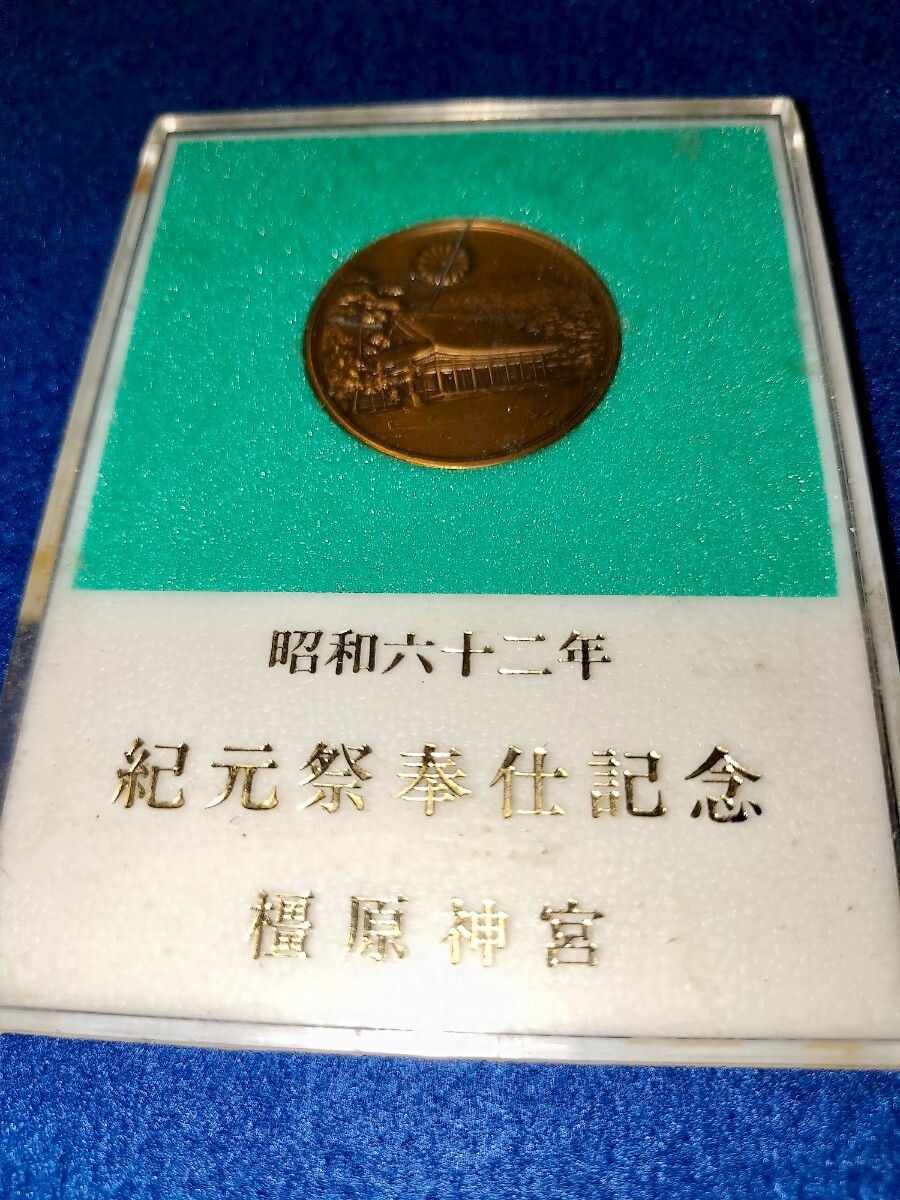 昭和六十二年
紀元祭奉仕記念
橿原神宮